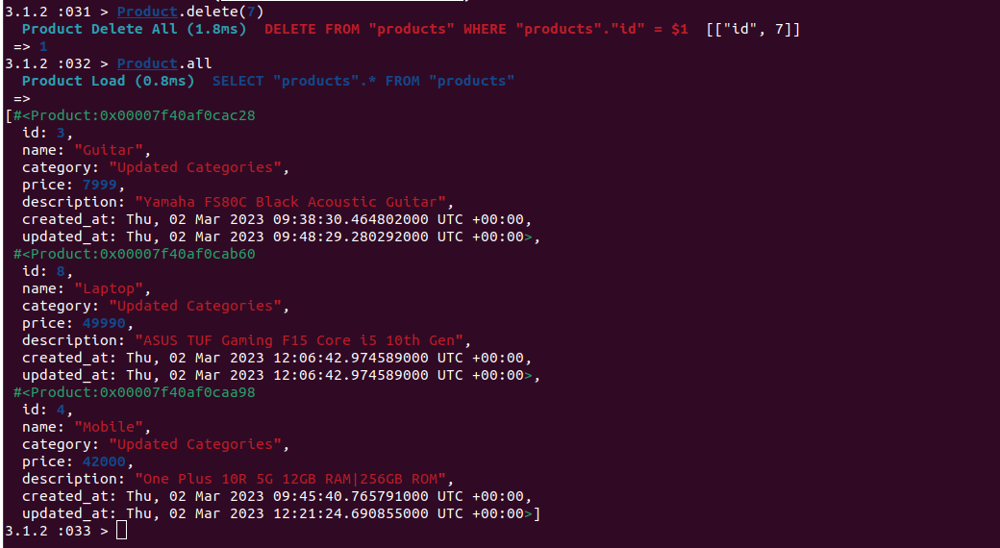 3.1.2 :031 > Product.delete(7)
  Product Delete All (1.8ms)  DELETE FROM "products" WHERE "products"."id" = $1  [["id", 7]]
 => 1
3.1.2 :032 > Product.all
  Product Load (0.8ms)  SELECT "products".* FROM "products"
 =>
[#<Product:0x00007f40af0cac28
  id: 3,
  name: "Guitar",
  category: "Updated Categories",
  price: 7999,
  description: "Yamaha FS80C Black Acoustic Guitar",
  created_at: Thu, 02 Mar 2023 09:38:30.464802000 UTC +00:00,
  updated_at: Thu, 02 Mar 2023 09:48:29.280292000 UTC +00:00>,
 #<Product:0x00007f40af0cab60
  id: 8,
  name: "Laptop",
  category: "Updated Categories",
  price: 49990,
  description: "ASUS TUF Gaming F15 Core i5 10th Gen",
  created_at: Thu, 02 Mar 2023 12:06:42.974589000 UTC +00:00,
  updated_at: Thu, 02 Mar 2023 12:06:42.974589000 UTC +00:00>,
 #<Product:0x00007f40af0caa98
  id: 4,
  name: "Mobile",
  category: "Updated Categories",
  price: 42000,
  description: "One Plus 10R 5G 12GB RAM|256GB ROM",
  created_at: Thu, 02 Mar 2023 09:45:40.765791000 UTC +00:00,
  updated_at: Thu, 02 Mar 2023 12:21:24.690855000 UTC +00:00>]
3.1.2 :033 >